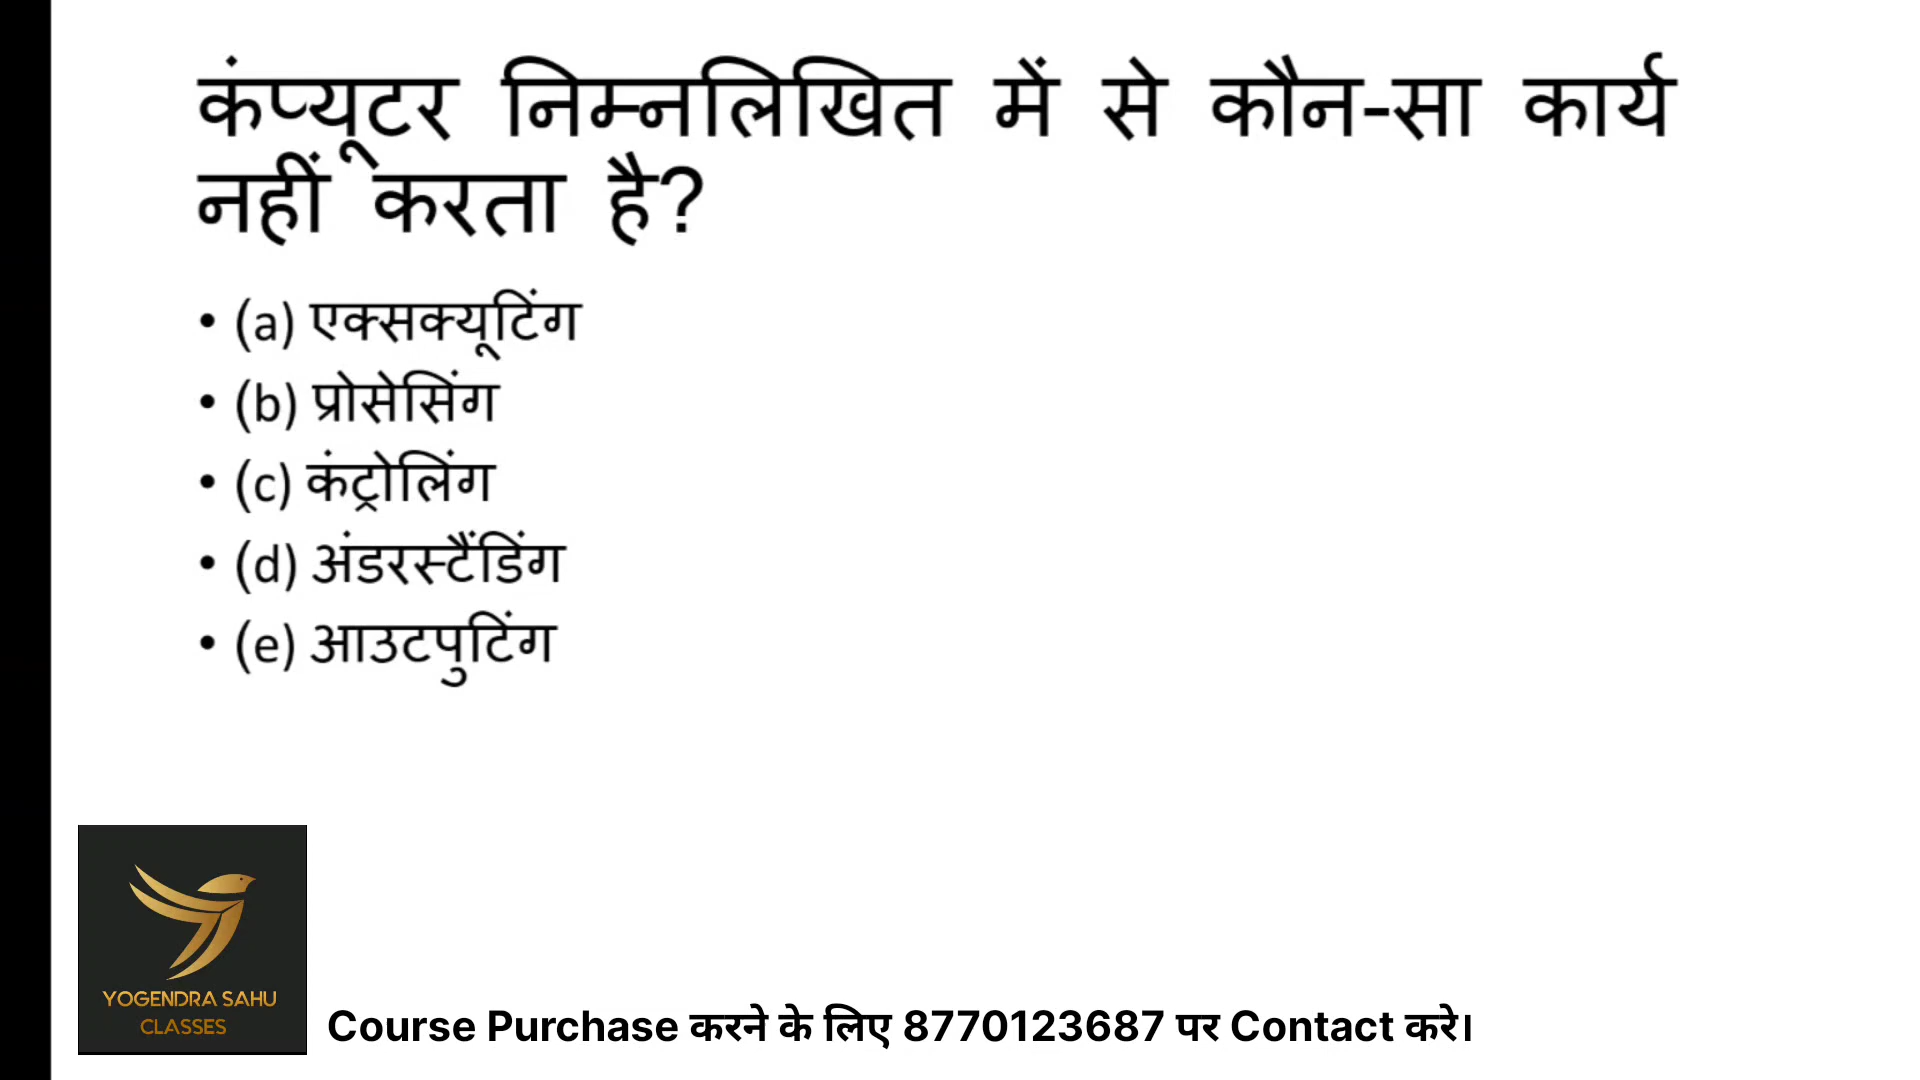 कंप्यूटर निम्नलिखित में से कौन-सा कार्य
नहीं करता है?
• (a) एक्सक्यूटिंग
• (b) प्रोसेसिंग
• (c) कंट्रोलिंग
• (d) अंडरस्टैंडिंग
• (e) आउटपुटिंग
YOGENDRA SAHU
CLASSES
Course Purchase करने के लिए 8770123687 पर Contact करे।